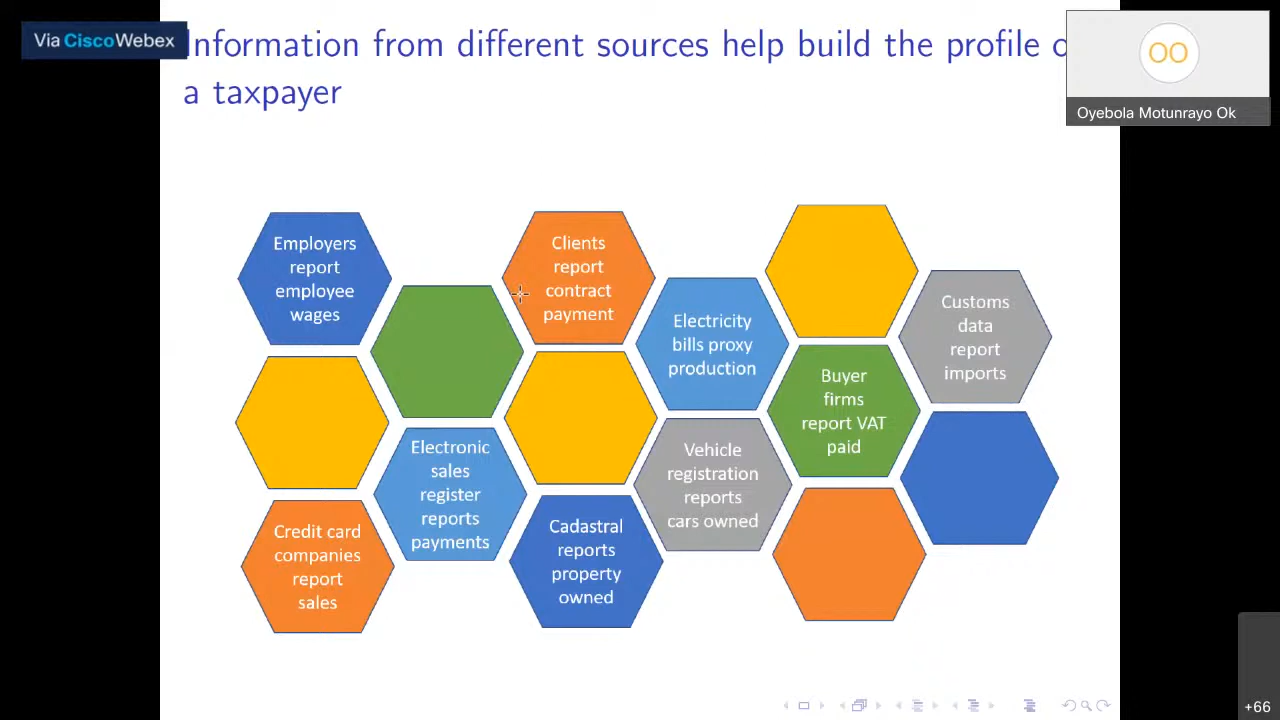 Via CiscoWebex
Information from different sources help build the profile
a taxpayer
OO
Oyebola Motunrayo Ok
Employers
report
employee
wages
Clients
report
contract
payment
Electricity
bills proxy
production
Customs
data
report
imports
Buyer
firms
report VAT
paid
Electronic
sales
register
reports
payments
Vehicle
registration
reports
cars owned
Credit card
companies
report
sales
Cadastral
reports
property
owned
+66